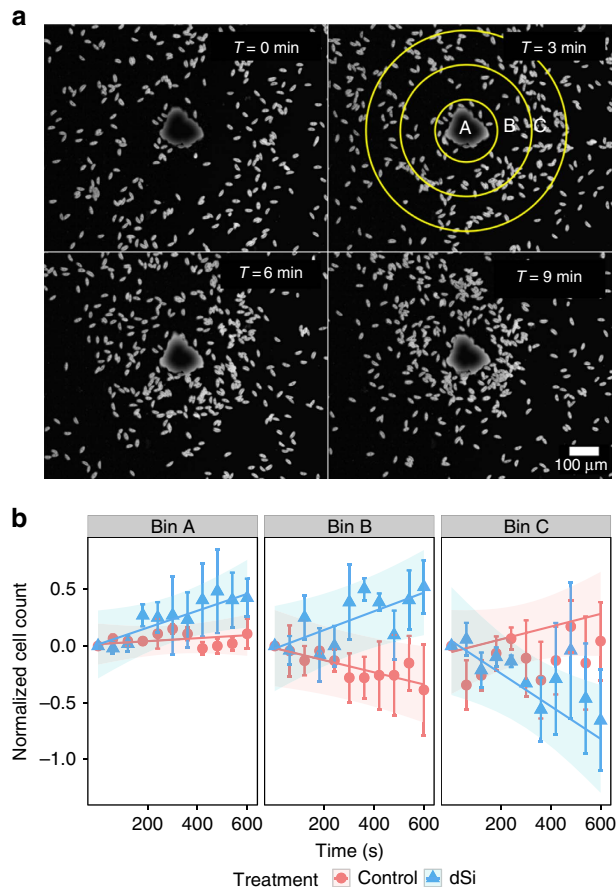 a
T = 0 min
T = 3 min
A
B
C
T = 6 min
T = 9 min
100 µm
b
Bin A
Bin B
Bin C
Normalized cell count
0.5
0.0
−0.5
−1.0
200 400 600 200 400 600 200 400 600
Time (s)
Treatment Control dSi